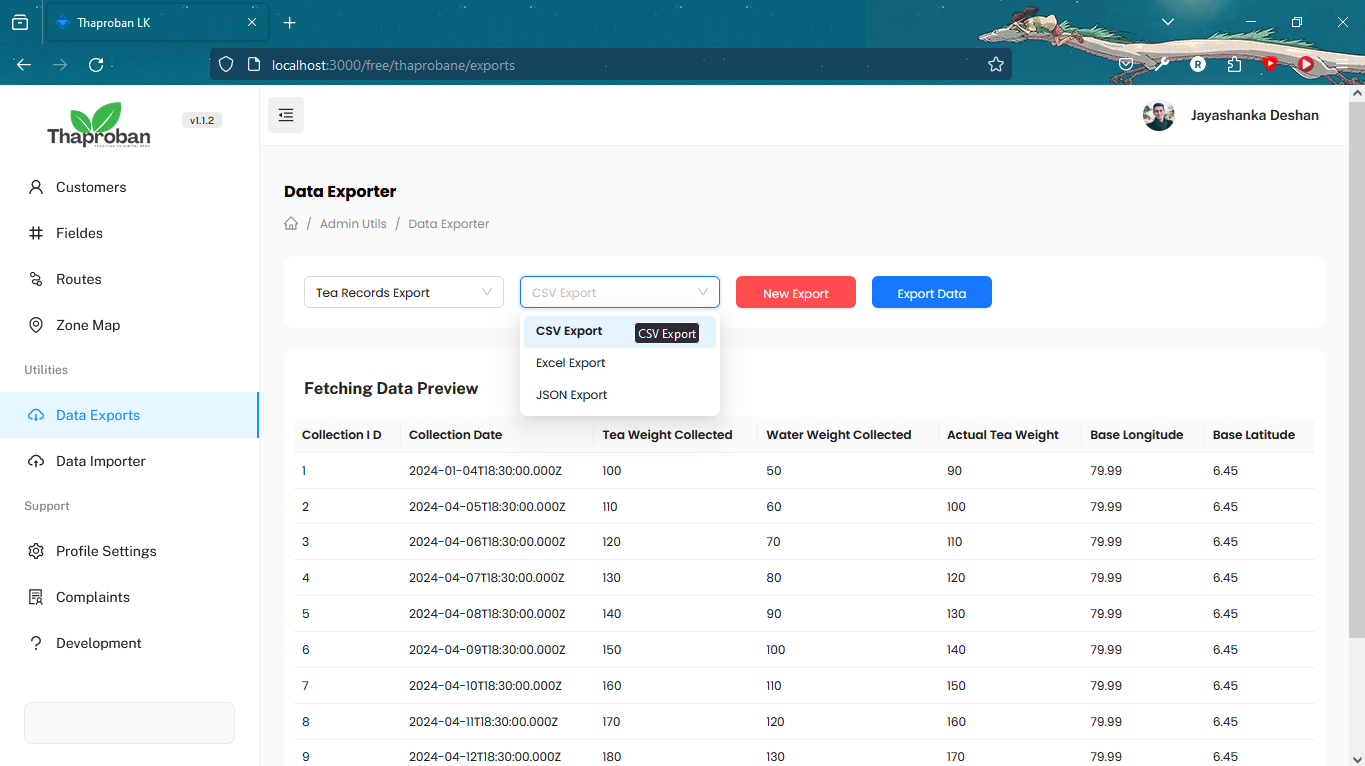 Thaproban LK
localhost:3000/free/thaprobane/exports
Thaproban
v1.1.2
Jayashanka Deshan
Customers
Fieldes
Routes
Zone Map
Utilities
Data Exports
Data Importer
Support
Profile Settings
Complaints
Development
Data Exporter
/ Admin Utils / Data Exporter
Tea Records Export
CSV Export
New Export
Export Data
CSV Export
CSV Export
Excel Export
JSON Export
Fetching Data Preview
Collection I D Collection Date Tea Weight Collected Water Weight Collected Actual Tea Weight Base Longitude Base Latitude
1 2024-01-04T18:30:00.000Z 100 50 90 79.99 6.45
2 2024-04-05T18:30:00.000Z 110 60 100 79.99 6.45
3 2024-04-06T18:30:00.000Z 120 70 110 79.99 6.45
4 2024-04-07T18:30:00.000Z 130 80 120 79.99 6.45
5 2024-04-08T18:30:00.000Z 140 90 130 79.99 6.45
6 2024-04-09T18:30:00.000Z 150 100 140 79.99 6.45
7 2024-04-10T18:30:00.000Z 160 110 150 79.99 6.45
8 2024-04-11T18:30:00.000Z 170 120 160 79.99 6.45
9 2024-04-12T18:30:00.000Z 180 130 170 79.99 6.45